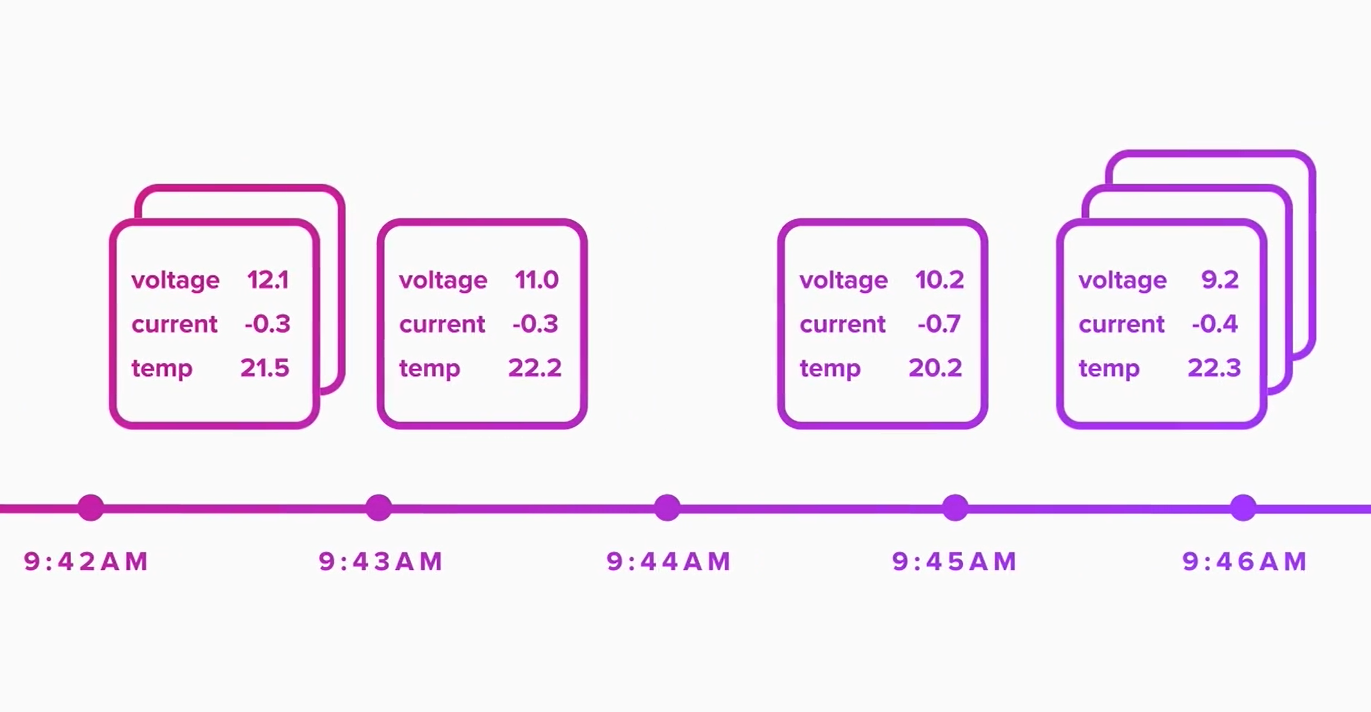 voltage 12.1
current -0.3
temp 21.5
voltage 11.0
current -0.3
temp 22.2
voltage 10.2
current -0.7
temp 20.2
voltage 9.2
current -0.4
temp 22.3
9:42AM
9:43AM
9:44AM
9:45AM
9:46AM